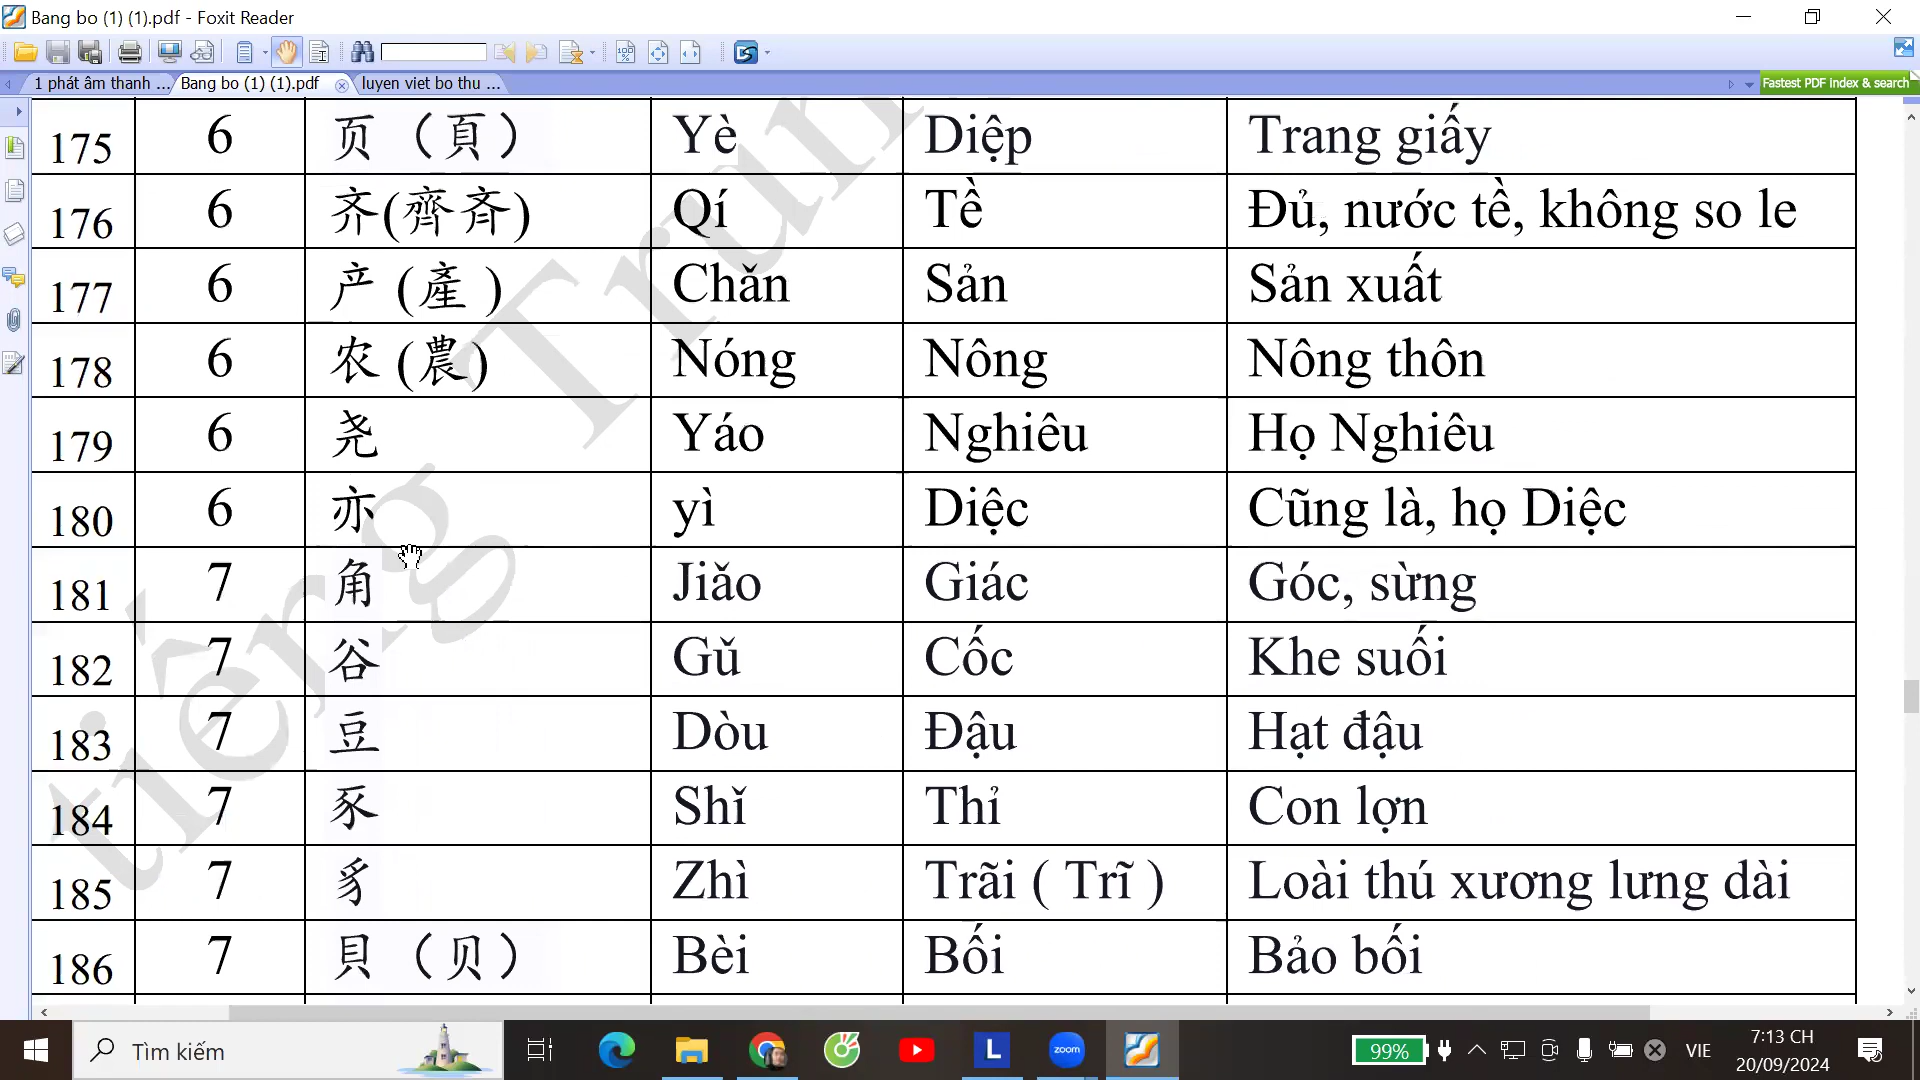 Bang bo (1) (1).pdf - Foxit Reader
1 phát âm thanh ... Bang bo (1) (1).pdf luyen viet bo thu ...
Fastest PDF index & search
175 6 页 （頁） Yè Diệp Trang giấy
176 6 齐(齊斉) Qí Tề Đủ, nước tề, không so le
177 6 产 (產 ) Chǎn Sản Sản xuất
178 6 农 (農) Nóng Nông Nông thôn
179 6 尧 Yáo Nghiêu Họ Nghiêu
180 6 亦 yì Diệc Cũng là, họ Diệc
181 7 角 Jiǎo Giác Góc, sừng
182 7 谷 Gǔ Cốc Khe suối
183 7 豆 Dòu Đậu Hạt đậu
184 7 豕 Shǐ Thỉ Con lợn
185 7 豸 Zhì Trãi ( Trĩ ) Loài thú xương lưng dài
186 7 貝 （贝） Bèi Bối Bảo bối
tiếng Trun
Tìm kiếm
L
zoom
99%
VIE
7:13 CH
20/09/2024